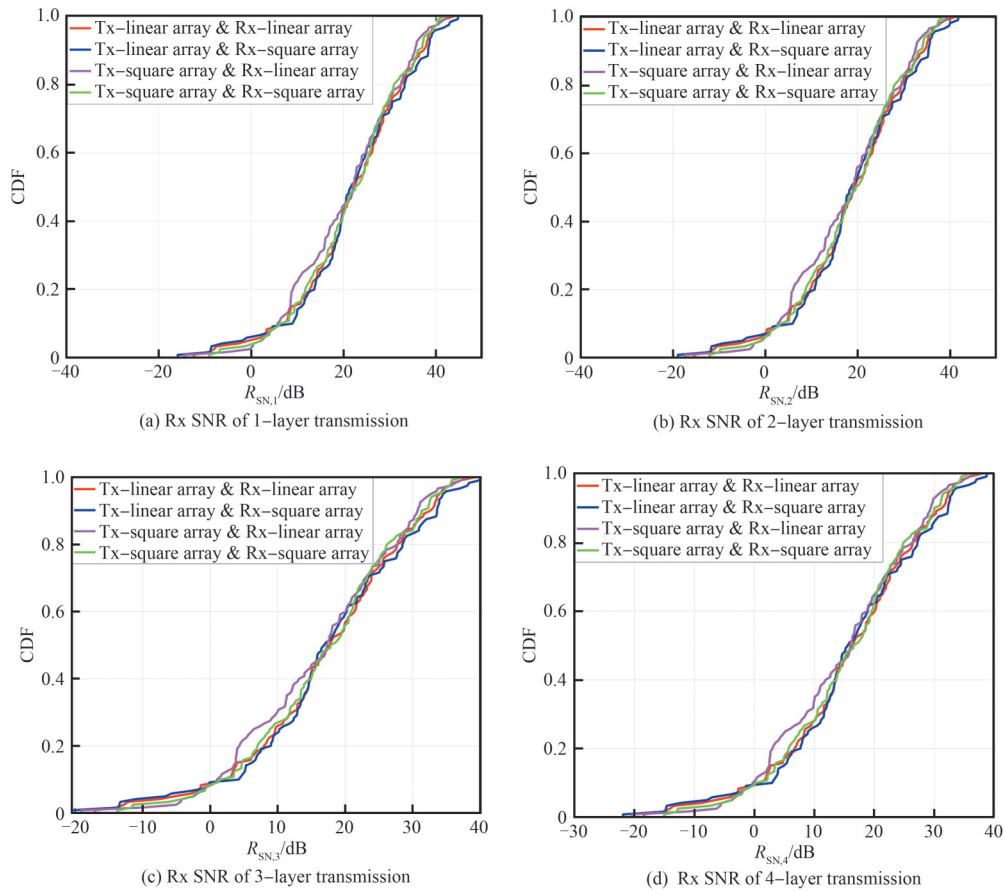 Tx−linear array & Rx−linear array
Tx−linear array & Rx−square array
Tx−square array & Rx−linear array
Tx−square array & Rx−square array
1.0
0.8
0.6
0.4
0.2
0
CDF
−40 −20 0 20 40
R_SN,1/dB
(a) Rx SNR of 1−layer transmission
Tx−linear array & Rx−linear array
Tx−linear array & Rx−square array
Tx−square array & Rx−linear array
Tx−square array & Rx−square array
1.0
0.8
0.6
0.4
0.2
0
CDF
−40 −20 0 20 40
R_SN,2/dB
(b) Rx SNR of 2−layer transmission
Tx−linear array & Rx−linear array
Tx−linear array & Rx−square array
Tx−square array & Rx−linear array
Tx−square array & Rx−square array
1.0
0.8
0.6
0.4
0.2
0
CDF
−20 −10 0 10 20 30 40
R_SN,3/dB
(c) Rx SNR of 3−layer transmission
Tx−linear array & Rx−linear array
Tx−linear array & Rx−square array
Tx−square array & Rx−linear array
Tx−square array & Rx−square array
1.0
0.8
0.6
0.4
0.2
0
CDF
−30 −20 −10 0 10 20 30 40
R_SN,4/dB
(d) Rx SNR of 4−layer transmission